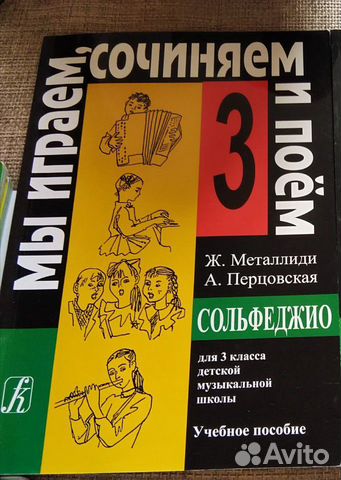 Мы играем, сочиняем и поём
3
Ж. Металлиди
А. Перцовская
СОЛЬФЕДЖИО
для 3 класса
детской
музыкальной
школы
Учебное пособие
Avito